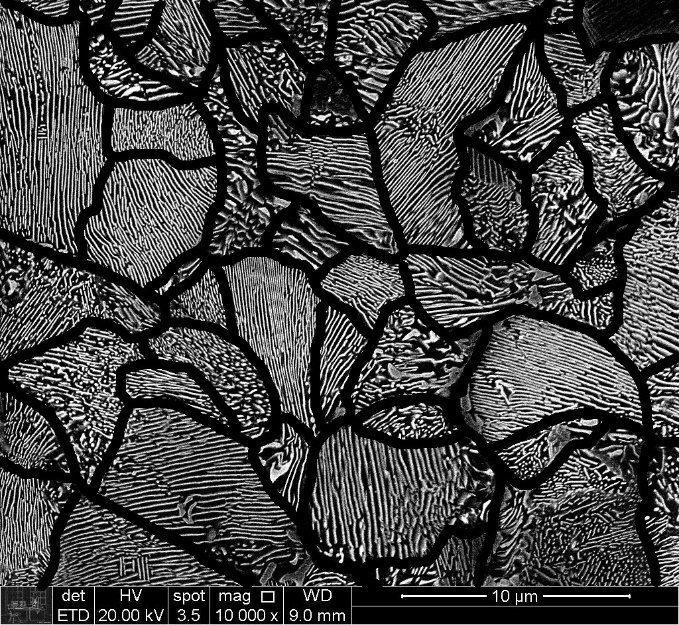 det HV spot mag □ WD 10 µm
ETD 20.00 kV 3.5 10 000 x 9.0 mm